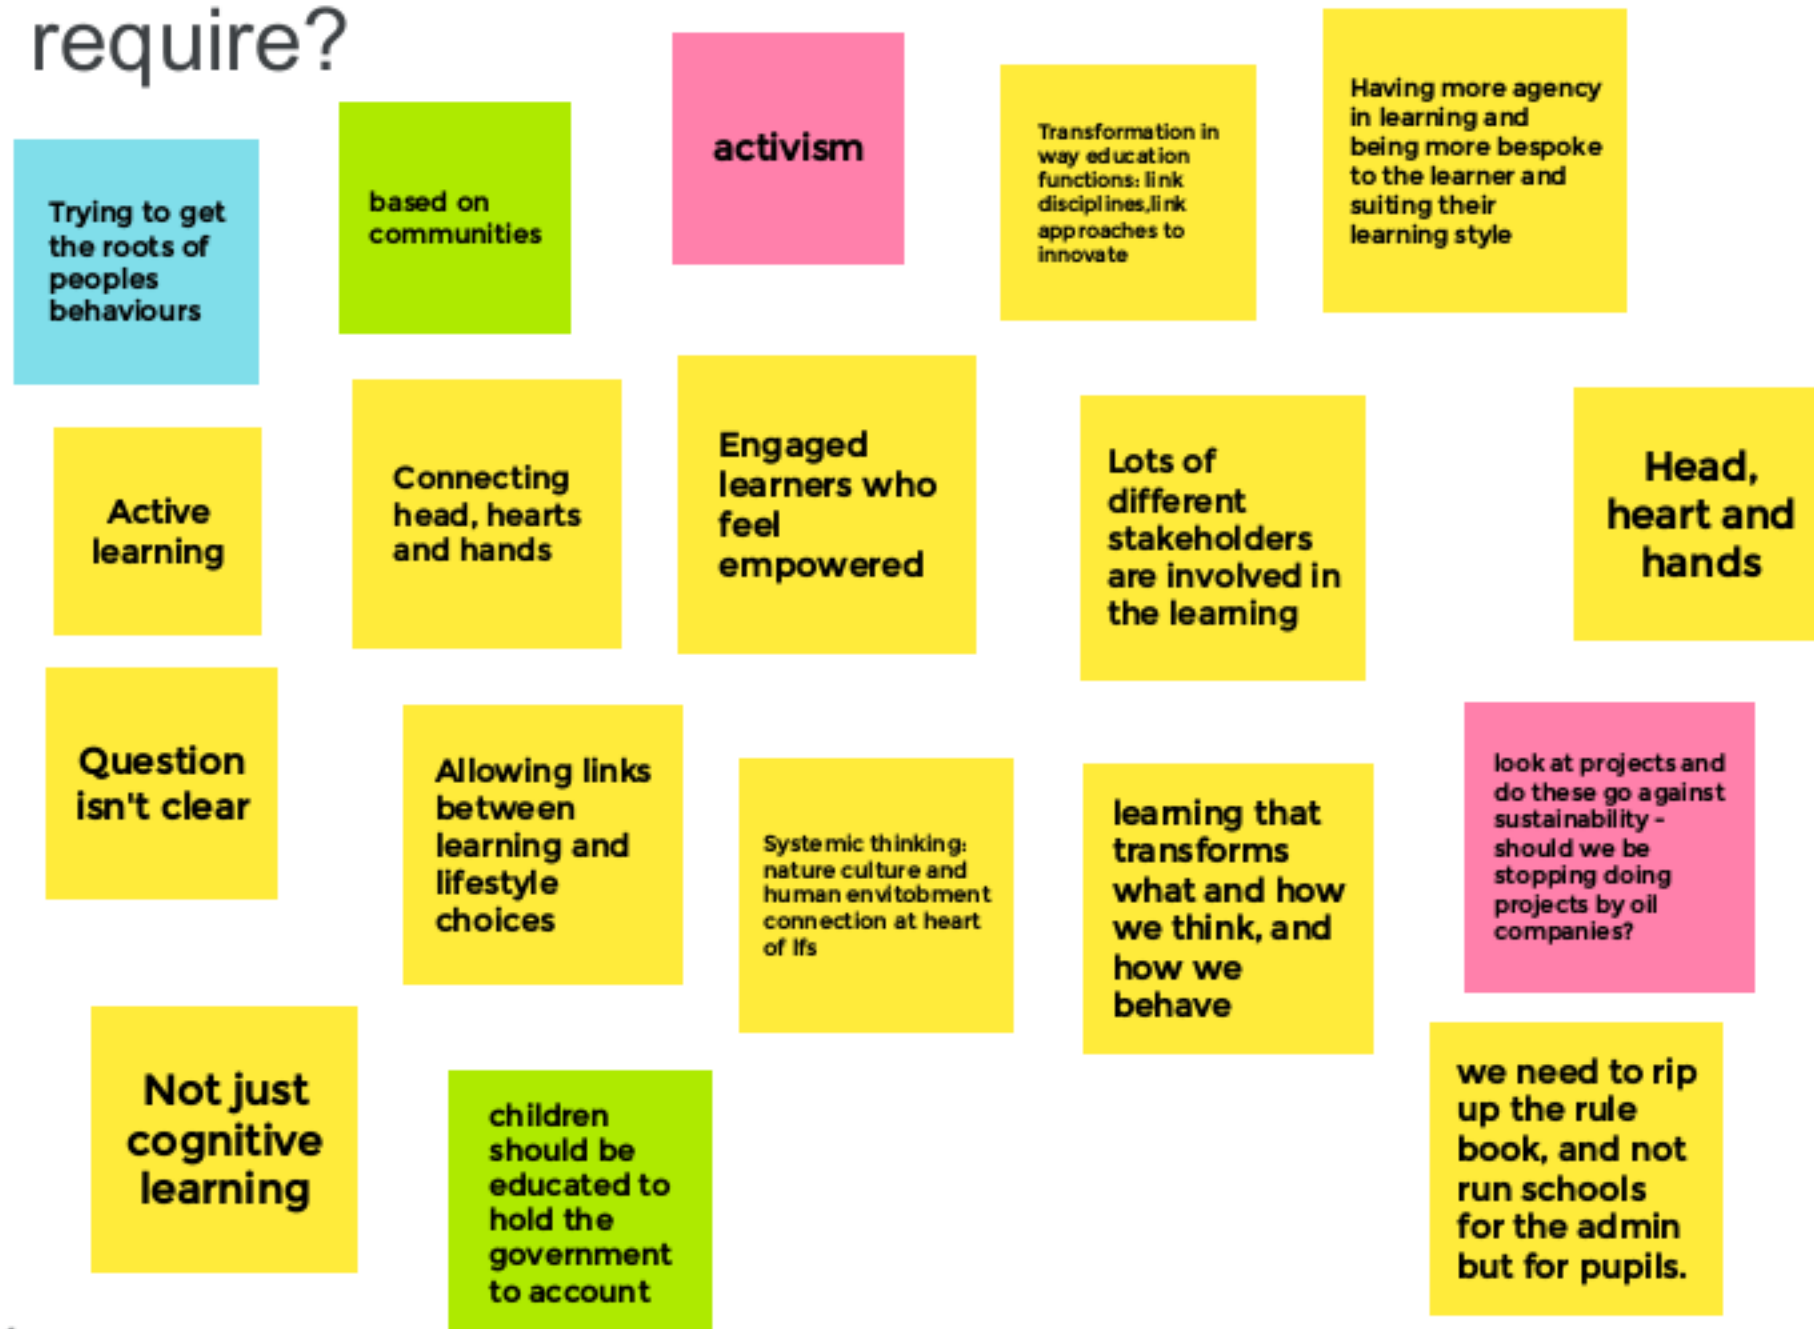 require?
Trying to get
the roots of
peoples
behaviours
based on
communities
activism
Transformation in
way education
functions: link
disciplines,link
approaches to
innovate
Having more agency
in learning and
being more bespoke
to the learner and
suiting their
learning style
Active
learning
Connecting
head, hearts
and hands
Engaged
learners who
feel
empowered
Lots of
different
stakeholders
are involved in
the learning
Head,
heart and
hands
Question
isn't clear
Allowing links
between
learning and
lifestyle
choices
Systemic thinking:
nature culture and
human envitobment
connection at heart
of lfs
learning that
transforms
what and how
we think, and
how we
behave
look at projects and
do these go against
sustainability -
should we be
stopping doing
projects by oil
companies?
Not just
cognitive
learning
children
should be
educated to
hold the
government
to account
we need to rip
up the rule
book, and not
run schools
for the admin
but for pupils.